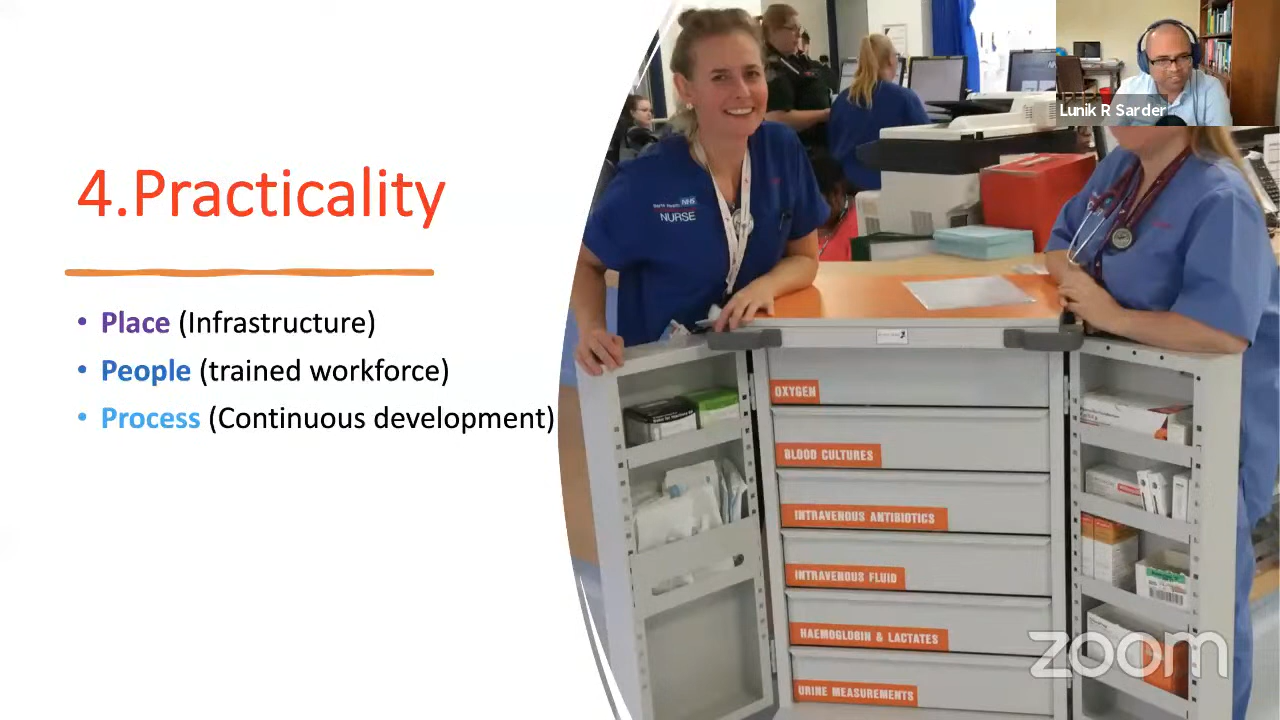 4.Practicality
• Place (Infrastructure)
• People (trained workforce)
• Process (Continuous development)
Lunik R Sarder
NHS
NURSE
OXYGEN
BLOOD CULTURES
INTRAVENOUS ANTIBIOTICS
INTRAVENOUS FLUID
HAEMOGLOBIN & LACTATES
URINE MEASUREMENTS
zoom